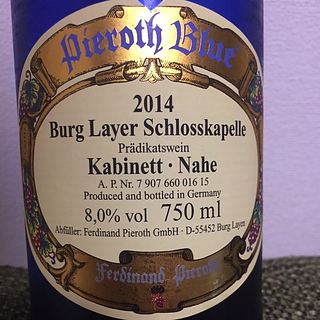 Pieroth Blue
2014
Burg Layer Schlosskapelle
Prädikatswein
Kabinett · Nahe
A. P. Nr. 7 907 660 016 15
Produced and bottled in Germany
8,0% vol 750 ml
Abfüller: Ferdinand Pieroth GmbH · D-55452 Burg Layen
Ferdinand Pieroth